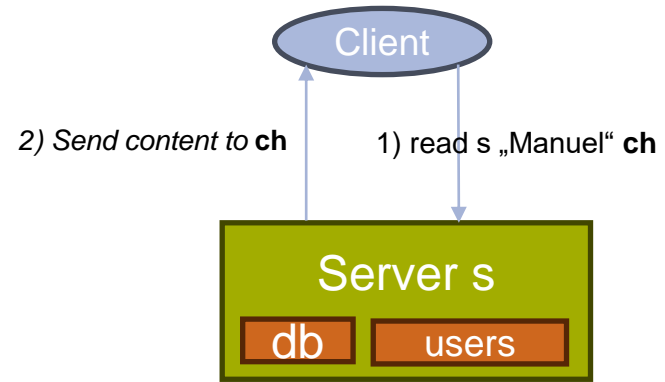 Client
2) Send content to ch
1) read s „Manuel“ ch
Server s
db
users